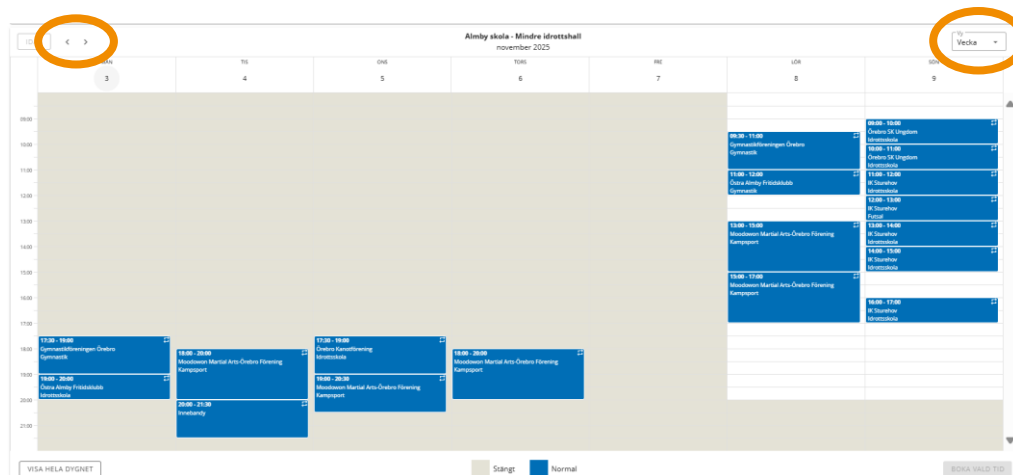 Almby skola - Mindre idrottshall
november 2025
Vy
Vecka
TIS
ONS
TORS
FRE
LÖR
3
4
5
6
7
8
9
09:00
10:00
11:00
12:00
13:00
14:00
15:00
16:00
17:00
18:00
19:00
20:00
21:00
17:30 - 19:00
Gymnastikföreningen Örebro
Gymnastik
19:00 - 20:00
Östra Almby Fritidsklubb
Idrottsskola
18:00 - 20:00
Moodowon Martial Arts-Örebro Förening
Kampsport
20:00 - 21:30
Innebandy
17:30 - 19:00
Örebro Kanotförening
Idrottsskola
19:00 - 20:30
Moodowon Martial Arts-Örebro Förening
Kampsport
18:00 - 20:00
Moodowon Martial Arts-Örebro Förening
Kampsport
09:30 - 11:00
Gymnastikföreningen Örebro
Gymnastik
11:00 - 12:00
Östra Almby Fritidsklubb
Gymnastik
13:00 - 15:00
Moodowon Martial Arts-Örebro Förening
Kampsport
15:00 - 17:00
Moodowon Martial Arts-Örebro Förening
Kampsport
09:00 - 10:00
Örebro SK Ungdom
Idrottsskola
10:00 - 11:00
Örebro SK Ungdom
Idrottsskola
11:00 - 12:00
IK Sturehov
Idrottsskola
12:00 - 13:00
IK Sturehov
Futsal
13:00 - 14:00
IK Sturehov
Idrottsskola
14:00 - 15:00
IK Sturehov
Idrottsskola
16:00 - 17:00
IK Sturehov
Idrottsskola
VISA HELA DYGNET
Stängt
Normal
BOKA VALD TID